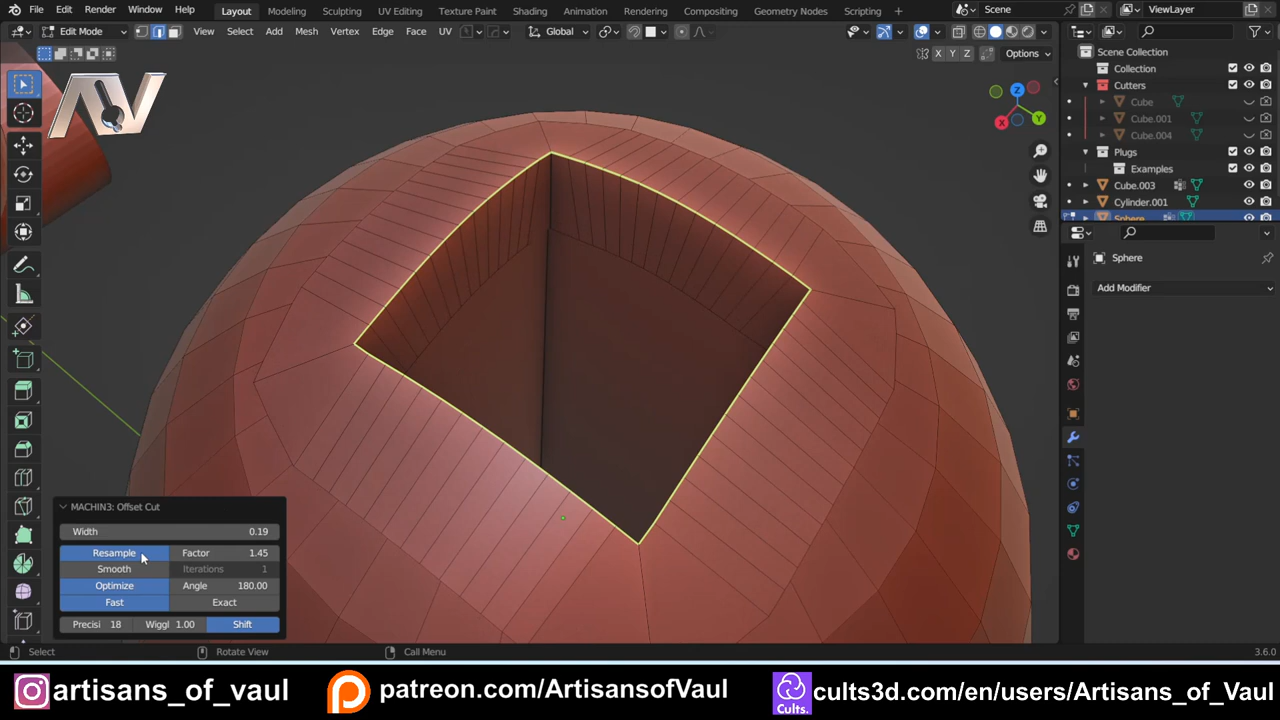 File Edit Render Window Help Layout Modeling Sculpting UV Editing Texture Paint Shading Animation Rendering Compositing Geometry Nodes Scripting + Scene ViewLayer
Edit Mode View Select Add Mesh Vertex Edge Face UV Global
X Y Z Options
AV
Z
Y
X
Scene Collection
Collection
Cutters
Cube
Cube.001
Cube.004
Plugs
Examples
Cube.003
Cylinder.001
Sphere
Sphere
Add Modifier
MACHIN3: Offset Cut
Width 0.19
Resample Factor 1.45
Smooth Iterations 1
Optimize Angle 180.00
Fast Exact
Precisi 18 Wiggl 1.00 Shift
Select Rotate View Call Menu 3.6.0
artisans_of_vaul patreon.com/ArtisansofVaul Cults. cults3d.com/en/users/Artisans_of_Vaul